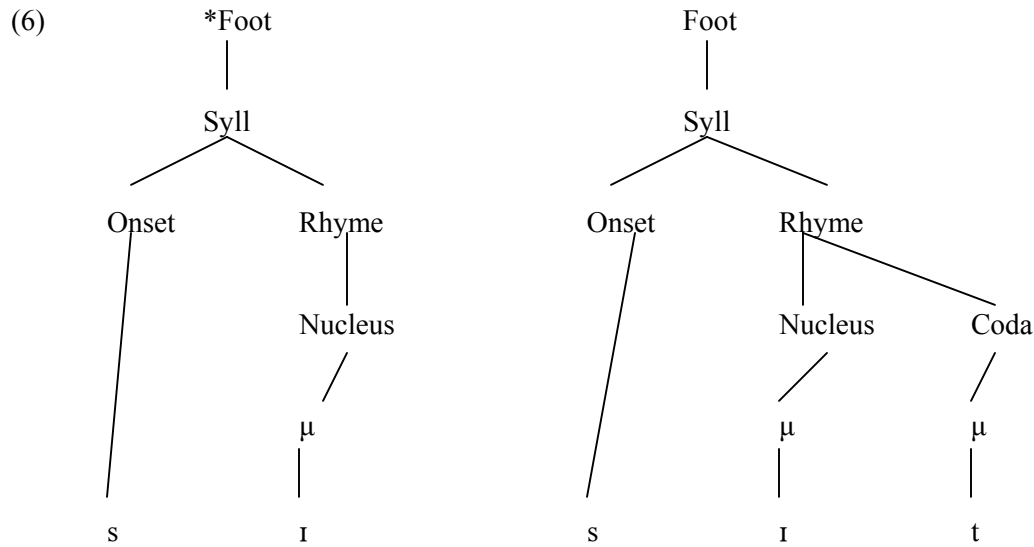 (6) *Foot Foot
Syll Syll
Onset Rhyme Onset Rhyme
Nucleus Nucleus Coda
μ μ μ
s ɪ s ɪ t